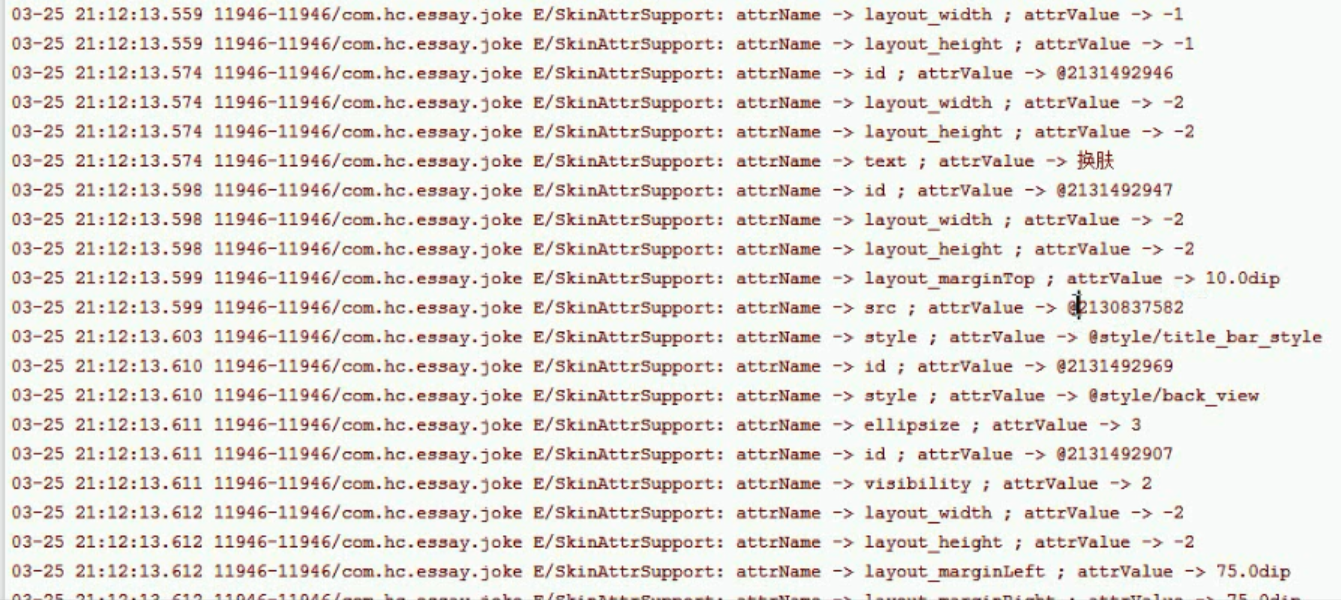 03-25 21:12:13.559 11946-11946/com.hc.essay.joke E/SkinAttrSupport: attrName -> layout_width ; attrValue -> -1
03-25 21:12:13.559 11946-11946/com.hc.essay.joke E/SkinAttrSupport: attrName -> layout_height ; attrValue -> -1
03-25 21:12:13.574 11946-11946/com.hc.essay.joke E/SkinAttrSupport: attrName -> id ; attrValue -> @2131492946
03-25 21:12:13.574 11946-11946/com.hc.essay.joke E/SkinAttrSupport: attrName -> layout_width ; attrValue -> -2
03-25 21:12:13.574 11946-11946/com.hc.essay.joke E/SkinAttrSupport: attrName -> layout_height ; attrValue -> -2
03-25 21:12:13.574 11946-11946/com.hc.essay.joke E/SkinAttrSupport: attrName -> text ; attrValue -> 换肤
03-25 21:12:13.598 11946-11946/com.hc.essay.joke E/SkinAttrSupport: attrName -> id ; attrValue -> @2131492947
03-25 21:12:13.598 11946-11946/com.hc.essay.joke E/SkinAttrSupport: attrName -> layout_width ; attrValue -> -2
03-25 21:12:13.598 11946-11946/com.hc.essay.joke E/SkinAttrSupport: attrName -> layout_height ; attrValue -> -2
03-25 21:12:13.599 11946-11946/com.hc.essay.joke E/SkinAttrSupport: attrName -> layout_marginTop ; attrValue -> 10.0dip
03-25 21:12:13.599 11946-11946/com.hc.essay.joke E/SkinAttrSupport: attrName -> src ; attrValue -> @2130837582
03-25 21:12:13.603 11946-11946/com.hc.essay.joke E/SkinAttrSupport: attrName -> style ; attrValue -> @style/title_bar_style
03-25 21:12:13.610 11946-11946/com.hc.essay.joke E/SkinAttrSupport: attrName -> id ; attrValue -> @2131492969
03-25 21:12:13.610 11946-11946/com.hc.essay.joke E/SkinAttrSupport: attrName -> style ; attrValue -> @style/back_view
03-25 21:12:13.611 11946-11946/com.hc.essay.joke E/SkinAttrSupport: attrName -> ellipsize ; attrValue -> 3
03-25 21:12:13.611 11946-11946/com.hc.essay.joke E/SkinAttrSupport: attrName -> id ; attrValue -> @2131492907
03-25 21:12:13.611 11946-11946/com.hc.essay.joke E/SkinAttrSupport: attrName -> visibility ; attrValue -> 2
03-25 21:12:13.612 11946-11946/com.hc.essay.joke E/SkinAttrSupport: attrName -> layout_width ; attrValue -> -2
03-25 21:12:13.612 11946-11946/com.hc.essay.joke E/SkinAttrSupport: attrName -> layout_height ; attrValue -> -2
03-25 21:12:13.612 11946-11946/com.hc.essay.joke E/SkinAttrSupport: attrName -> layout_marginLeft ; attrValue -> 75.0dip
03-25 21:12:13.612 11946-11946/com.hc.essay.joke E/SkinAttrSupport: attrName -> layout_marginRight ; attrValue -> 75.0dip